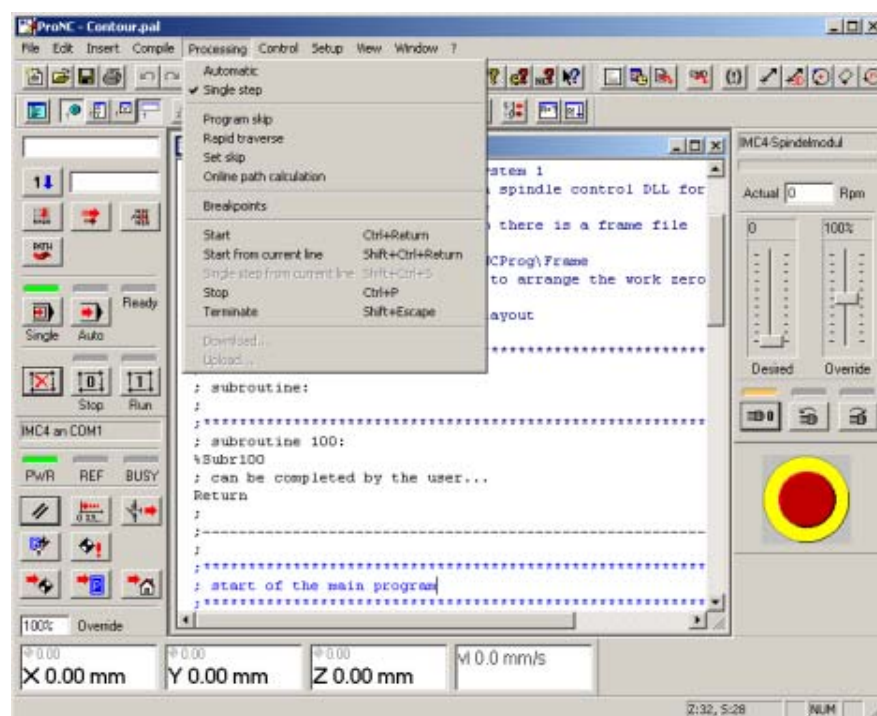 ProNC - Contour.pal
File Edit Insert Compile Processing Control Setup View Window ?
Automatic
Single step
Program skip
Rapid traverse
Set skip
Online path calculation
Breakpoints
Start Ctrl+Return
Start from current line Shift+Ctrl+Return
Single step from current line Shift+Ctrl+S
Stop Ctrl+P
Terminate Shift+Escape
Download...
Upload...
stem 1
spindle control DLL for
there is a frame file
CProg\Frame
to arrange the work zero
ayout
;*****
; subroutine:
;
;*****
; subroutine 100:
%Subr100
; can be completed by the user...
Return
;
;-----
;
;*****
; start of the main program
;*****
Ready
Single Auto
Stop Run
IMC4 an COM1
PWR REF BUSY
100% Override
IMC4-Spindelmodul
Actual 0 Rpm
0 100%
Desired Override
0.00 0.00 0.00
X 0.00 mm Y 0.00 mm Z 0.00 mm vl 0.0 mm/s
Z:32, S:28 NUM